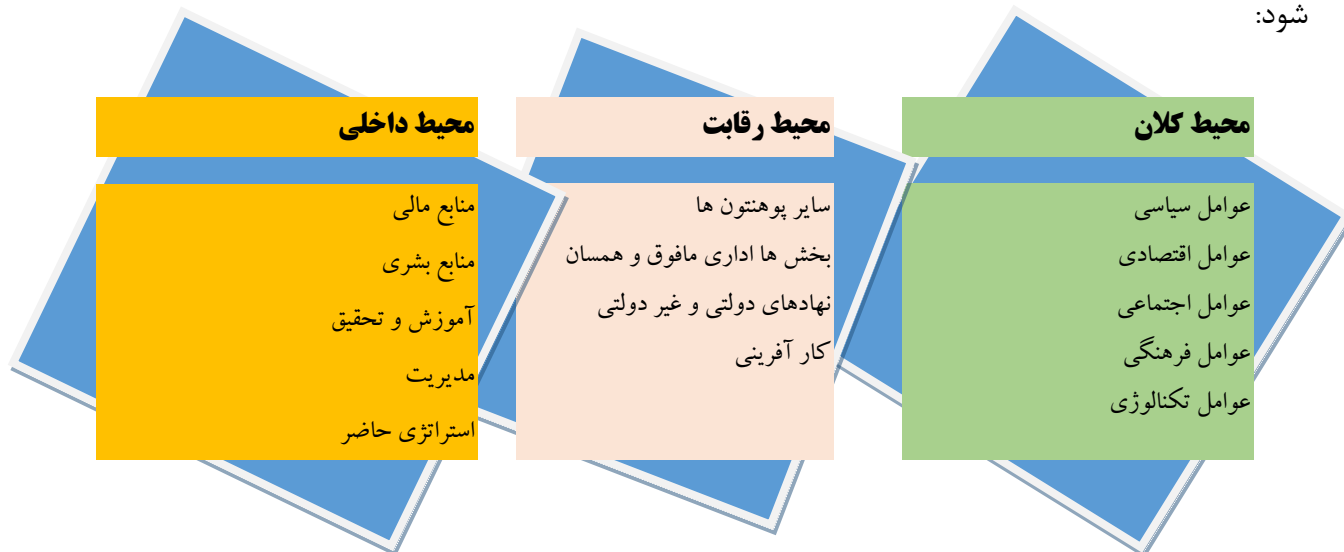 شود:
محیط کلان
عوامل سیاسی
عوامل اقتصادی
عوامل اجتماعی
عوامل فرهنگی
عوامل تکنالوژی
محیط رقابت
سایر پوهنتون ها
بخش ها اداری مافوق و همسان
نهادهای دولتی و غیر دولتی
کار آفرینی
محیط داخلی
منابع مالی
منابع بشری
آموزش و تحقیق
مدیریت
استراتژی حاضر